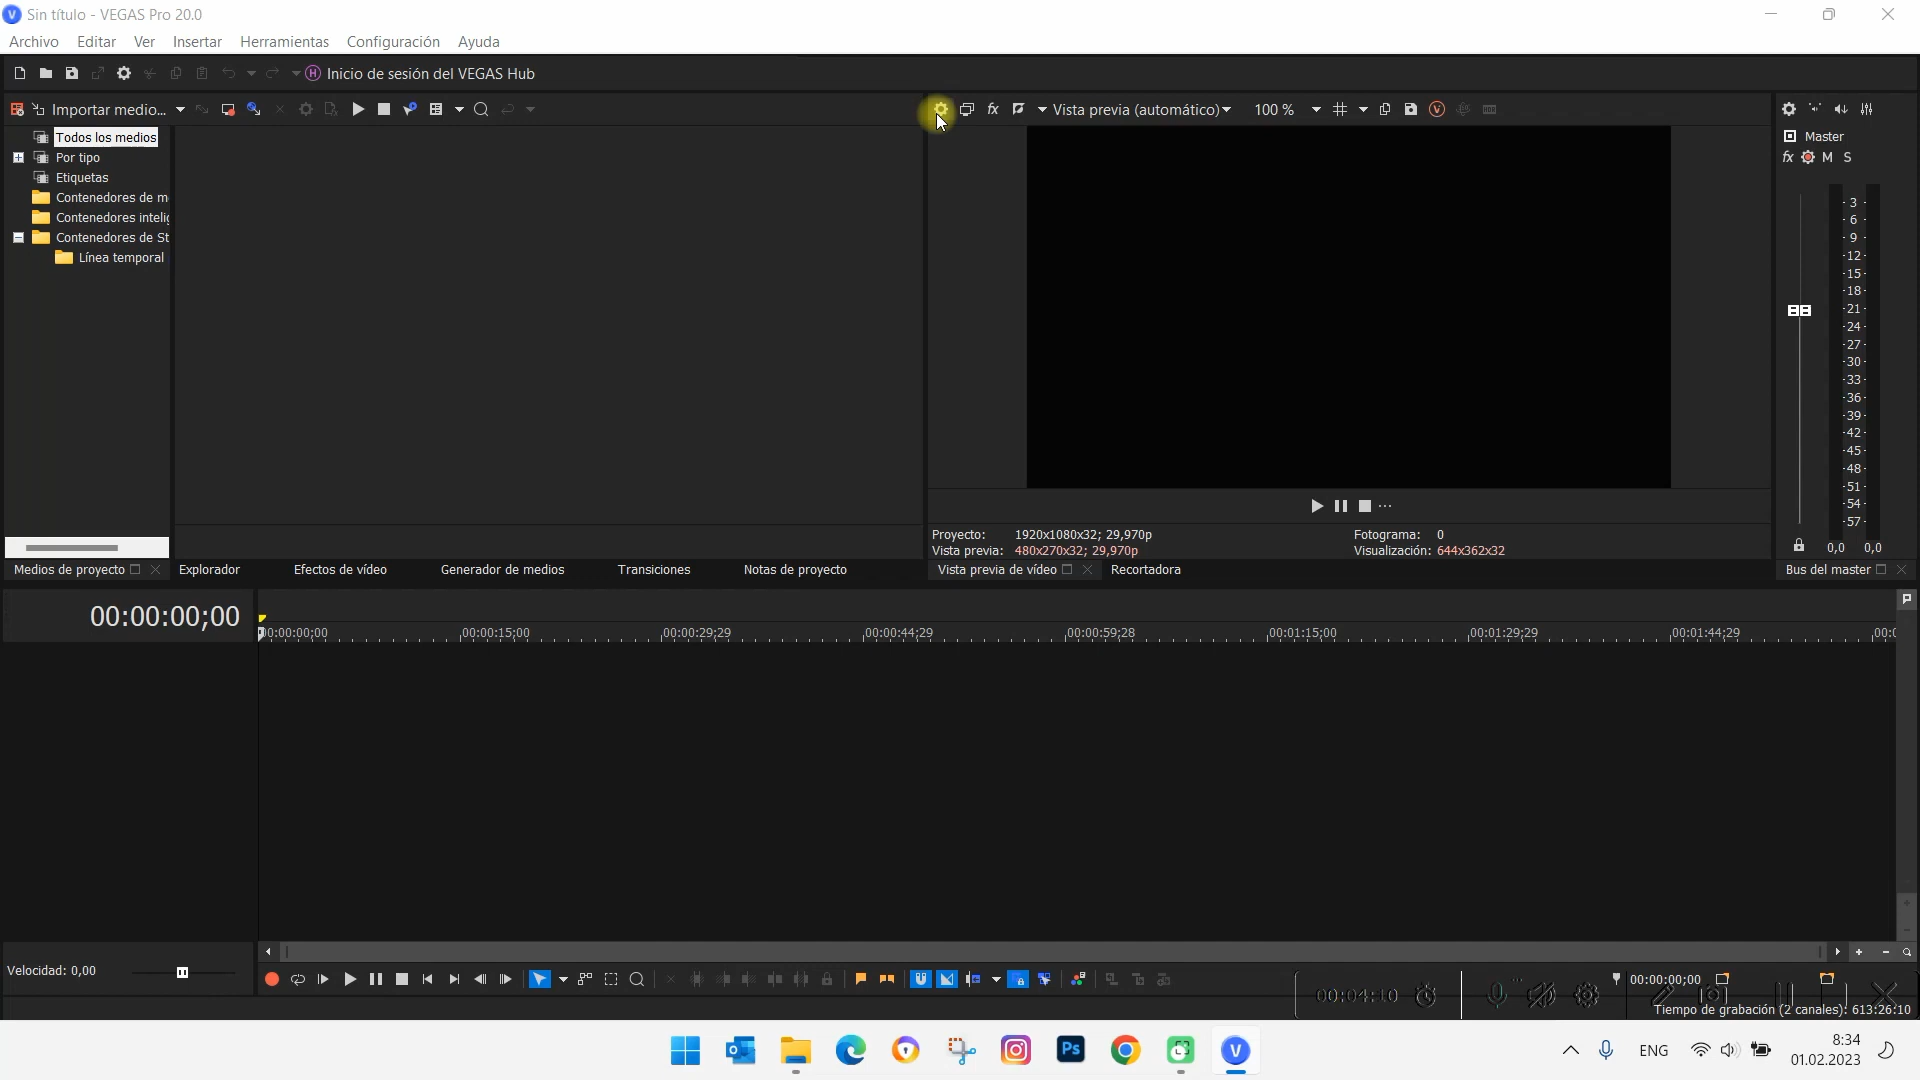 Sin título - VEGAS Pro 20.0
Archivo Editar Ver Insertar Herramientas Configuración Ayuda
Inicio de sesión del VEGAS Hub
Importar medio...
Vista previa (automático) 100 %
Todos los medios
Por tipo
Etiquetas
Contenedores de m
Contenedores intelig
Contenedores de St
Línea temporal
Master
fx M S
- 3 -
- 6 -
- 9 -
-12-
-15-
-18-
-21-
-24-
-27-
-30-
-33-
-36-
-39-
-42-
-45-
-48-
-51-
-54-
-57-
0,0 0,0
Proyecto: 1920x1080x32; 29,970p Fotograma: 0
Vista previa: 480x270x32; 29,970p Visualización: 644x362x32
Medios de proyecto Explorador Efectos de vídeo Generador de medios Transiciones Notas de proyecto Vista previa de vídeo Recortadora Bus del master
00:00:00;00
00:00:00;00 00:00:15;00 00:00:29;29 00:00:44;29 00:00:59;28 00:01:15;00 00:01:29;29 00:01:44;29 00:0
Velocidad: 0,00
00:00:00;00
00:04:10
Tiempo de grabación (2 canales): 613:26:10
Ps
ENG
8:34
01.02.2023